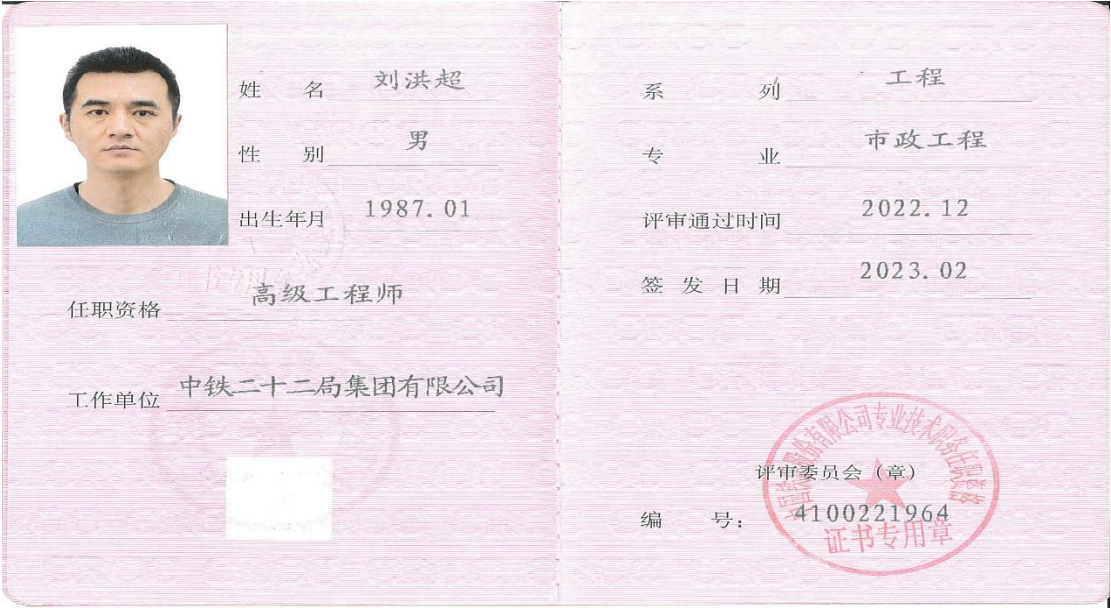 姓名 刘洪超
性别 男
出生年月 1987.01
任职资格 高级工程师
工作单位 中铁二十二局集团有限公司
系列 工程
专业 市政工程
评审通过时间 2022.12
签发日期 2023.02
评审委员会（章）
编号：4100221964
证书专用章